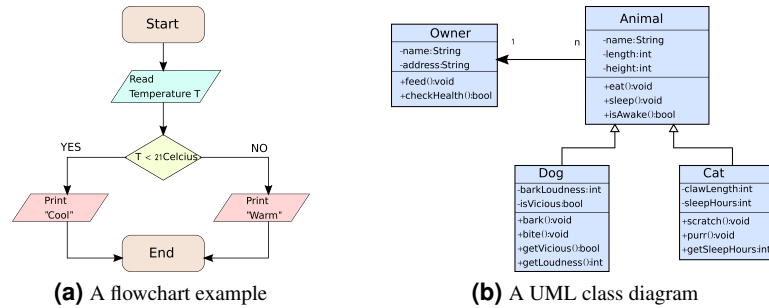 Start
Read
Temperature T
T < 21Celcius
YES
NO
Print
"Cool"
Print
"Warm"
End
(a) A flowchart example
Owner
-name:String
-address:String
+feed():void
+checkHealth():bool
1
n
Animal
-name:String
-length:int
-height:int
+eat():void
+sleep():void
+isAwake():bool
Dog
-barkLoudness:int
-isVicious:bool
+bark():void
+bite():void
+getVicious():bool
+getLoudness():int
Cat
-clawLength:int
-sleepHours:int
+scratch():void
+purr():void
+getSleepHours:int
(b) A UML class diagram